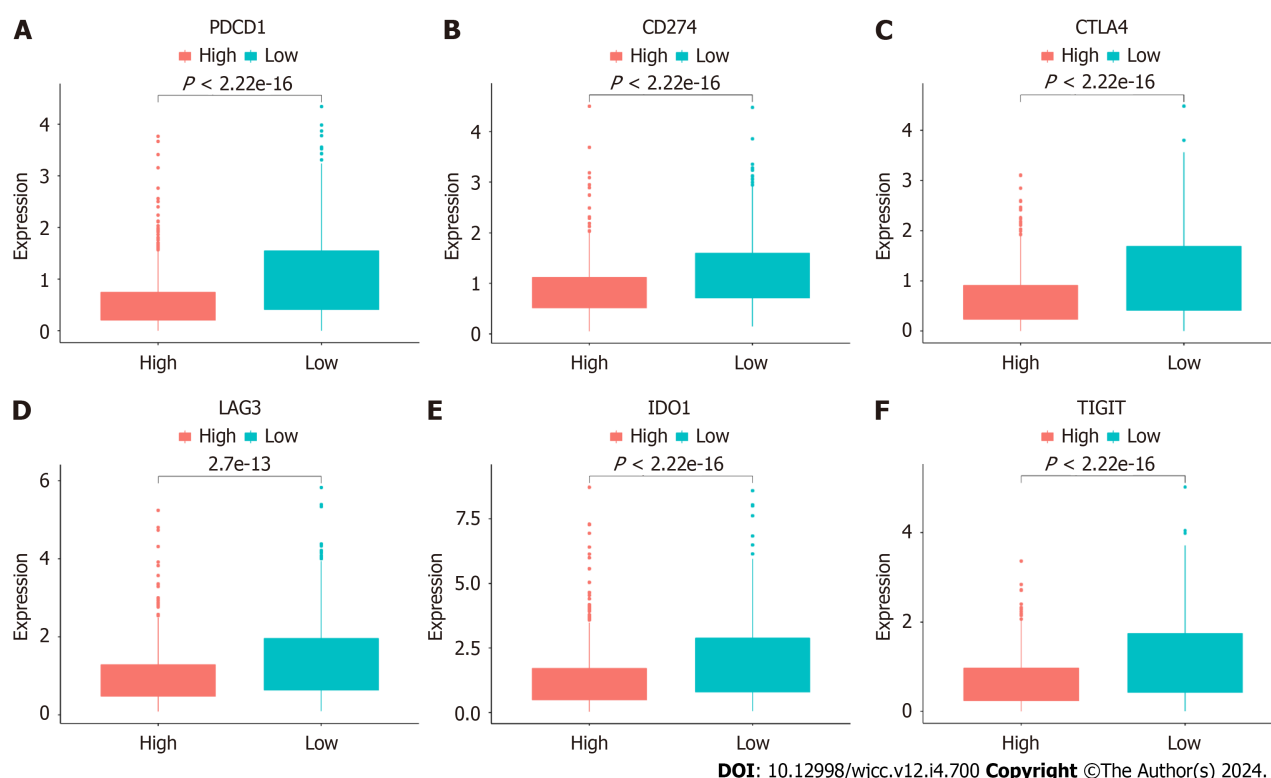 A
PDCD1
High Low
P < 2.22e-16
4
3
2
1
0
Expression
High Low
B
CD274
High Low
P < 2.22e-16
4
3
2
1
0
Expression
High Low
C
CTLA4
High Low
P < 2.22e-16
4
3
2
1
0
Expression
High Low
D
LAG3
High Low
2.7e-13
6
4
2
0
Expression
High Low
E
IDO1
High Low
P < 2.22e-16
7.5
5.0
2.5
0.0
Expression
High Low
F
TIGIT
High Low
P < 2.22e-16
4
2
0
Expression
High Low
DOI: 10.12998/wjcc.v12.i4.700 Copyright ©The Author(s) 2024.